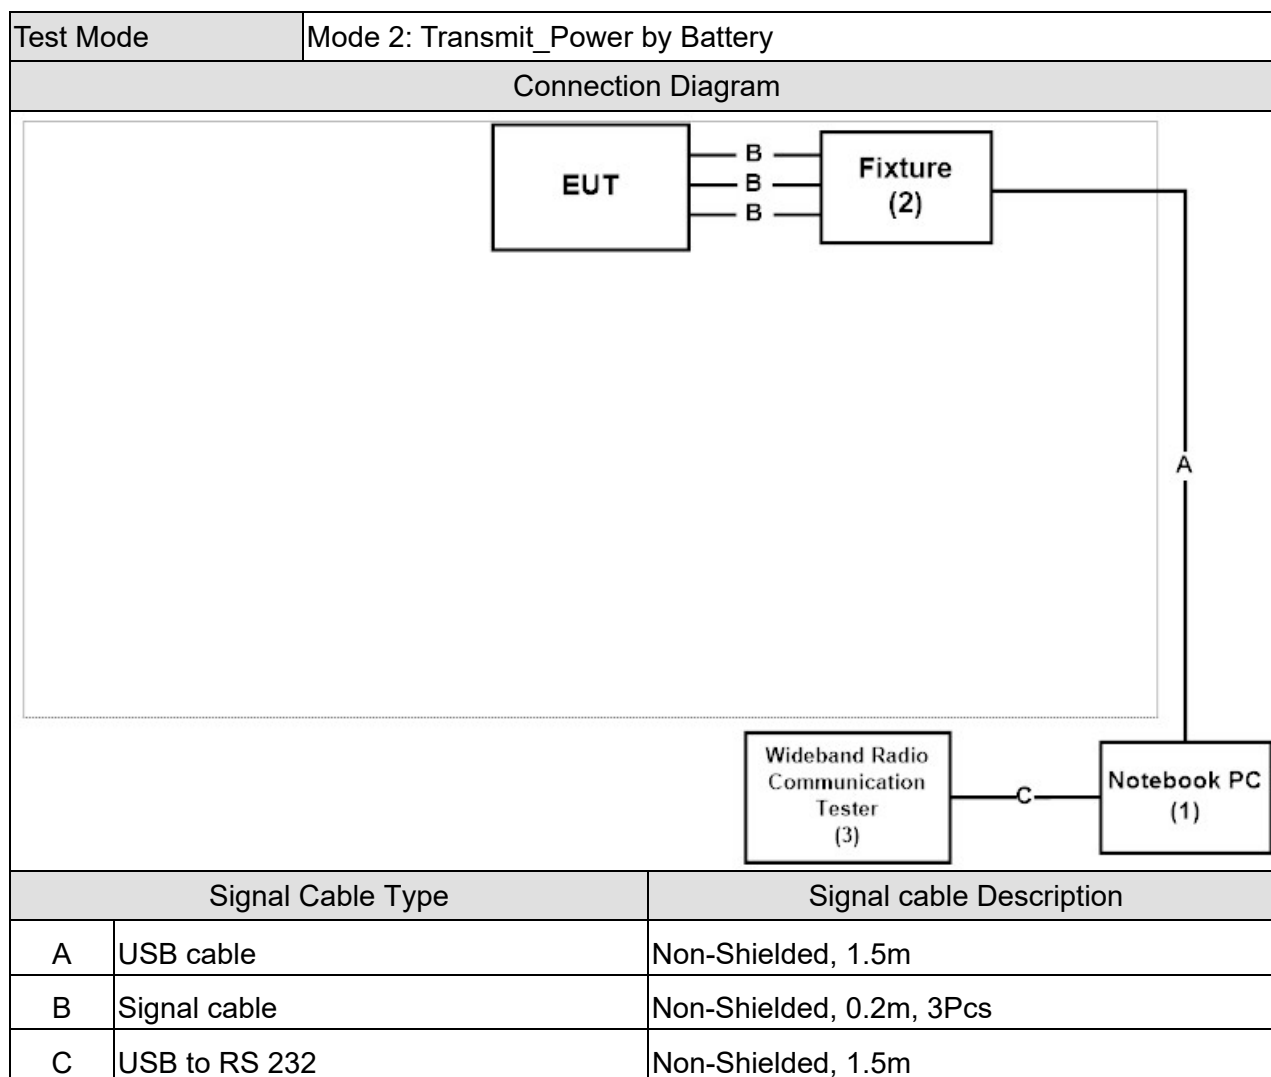 Test Mode Mode 2: Transmit_Power by Battery
Connection Diagram
EUT
B
B
B
Fixture
(2)
A
Wideband Radio
Communication
Tester
(3)
C
Notebook PC
(1)
Signal Cable Type Signal cable Description
A USB cable Non-Shielded, 1.5m
B Signal cable Non-Shielded, 0.2m, 3Pcs
C USB to RS 232 Non-Shielded, 1.5m